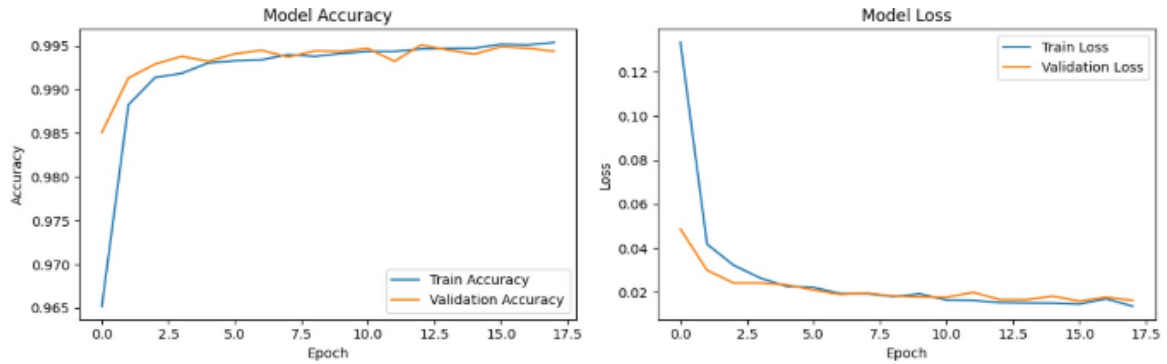 Model Accuracy
0.995
0.990
0.985
0.980
0.975
0.970
0.965
Accuracy
0.0
2.5
5.0
7.5
10.0
12.5
15.0
17.5
Epoch
Train Accuracy
Validation Accuracy
Model Loss
0.12
0.10
0.08
0.06
0.04
0.02
Loss
0.0
2.5
5.0
7.5
10.0
12.5
15.0
17.5
Epoch
Train Loss
Validation Loss